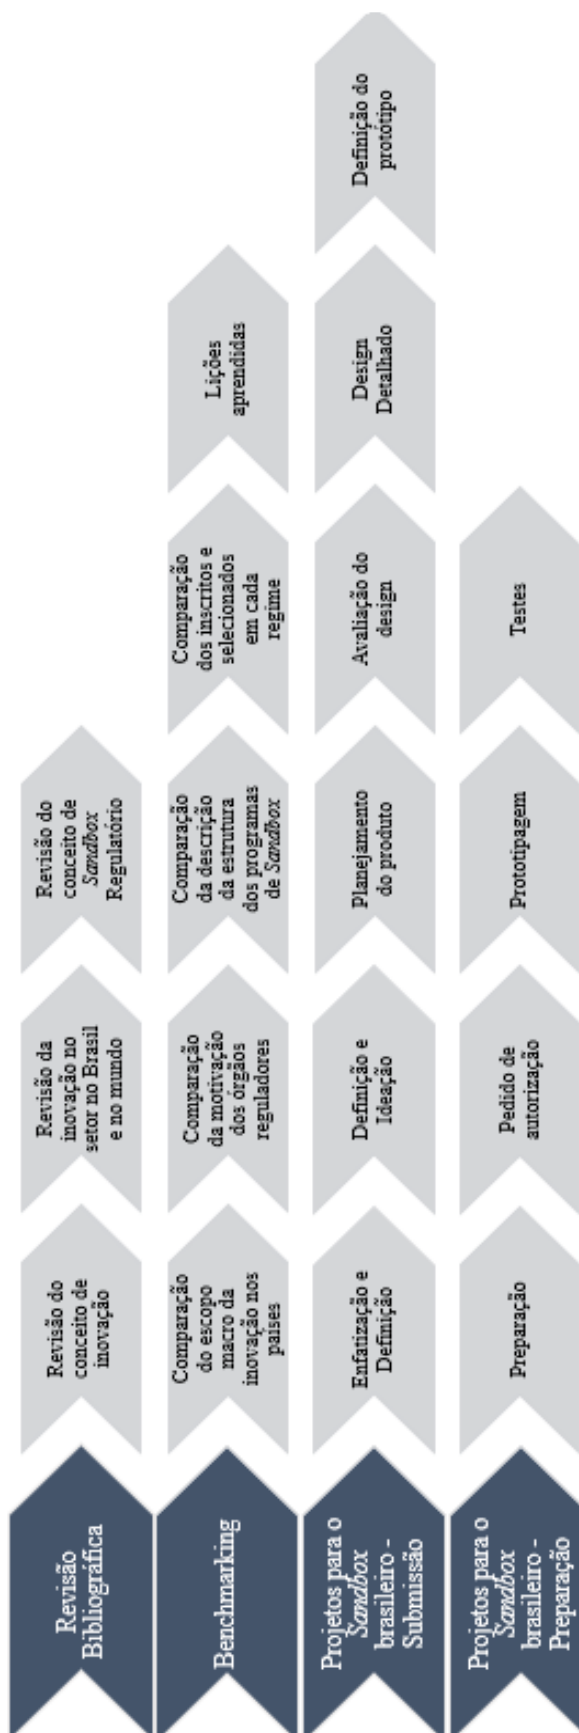 Revisão
Bibliográfica
Revisão do
conceito de
inovação
Revisão da
inovação no
setor no Brasil
e no mundo
Revisão do
conceito de
Sandbox
Regulatório
Benchmarking
Comparação
do escopo
macro da
inovação nos
países
Comparação
da motivação
dos órgãos
reguladores
Comparação
da descrição
da estrutura
dos programas
de Sandbox
Comparação
dos inscritos e
selecionados
em cada
regime
Lições
aprendidas
Projetos para o
Sandbox
brasileiro -
Submissão
Enfatização e
Definição
Definição e
Ideação
Planejamento
do produto
Avaliação do
design
Design
Detalhado
Definição do
protótipo
Projetos para o
Sandbox
brasileiro -
Preparação
Preparação
Pedido de
autorização
Prototipagem
Testes